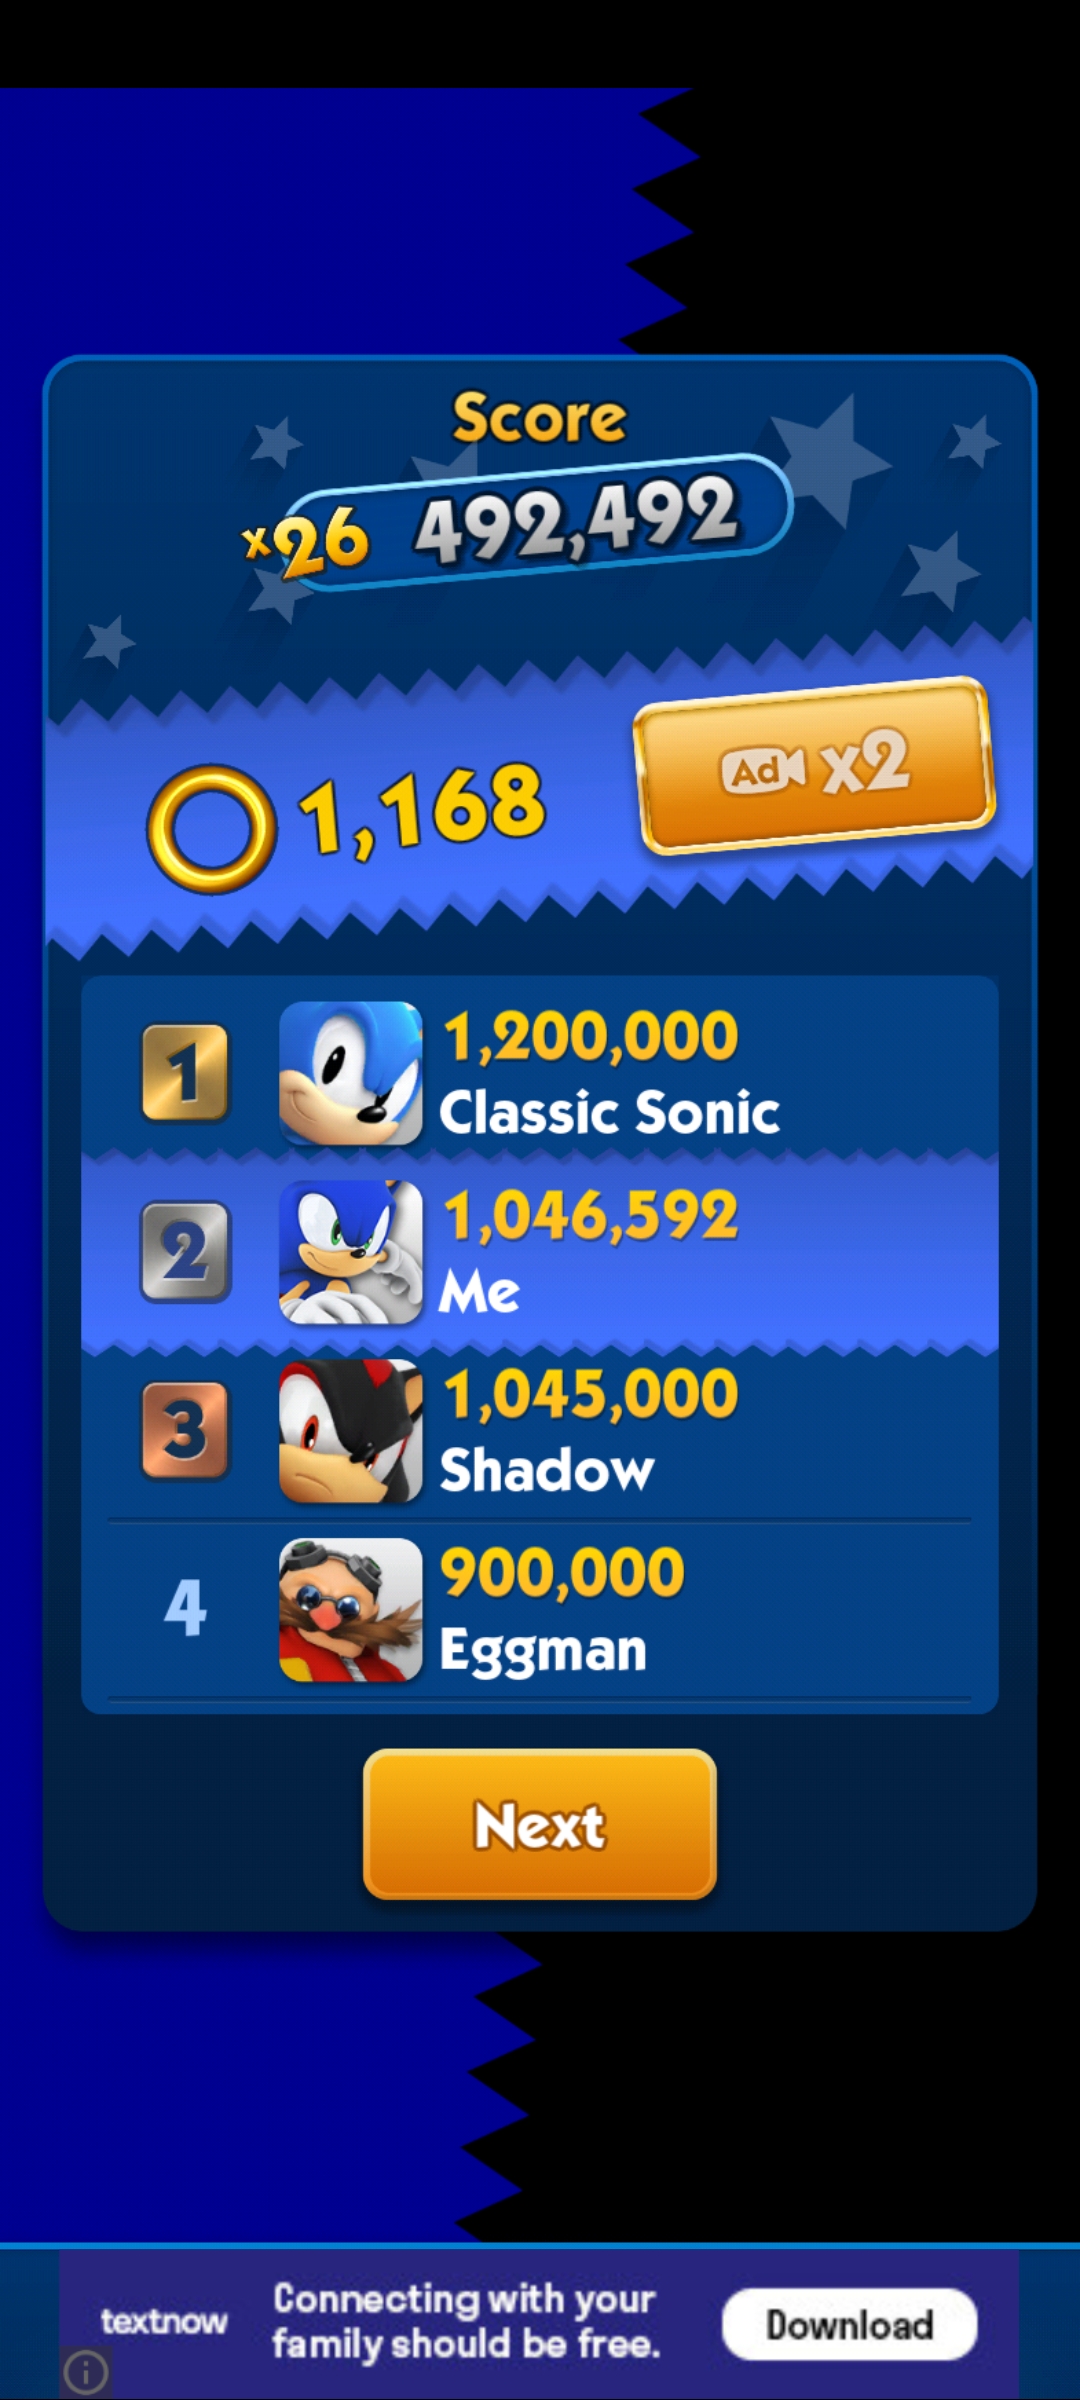 Score
x26 492,492
1,168
Ad x2
1
1,200,000
Classic Sonic
2
1,046,592
Me
3
1,045,000
Shadow
4
900,000
Eggman
Next
textnow
Connecting with your
family should be free.
Download